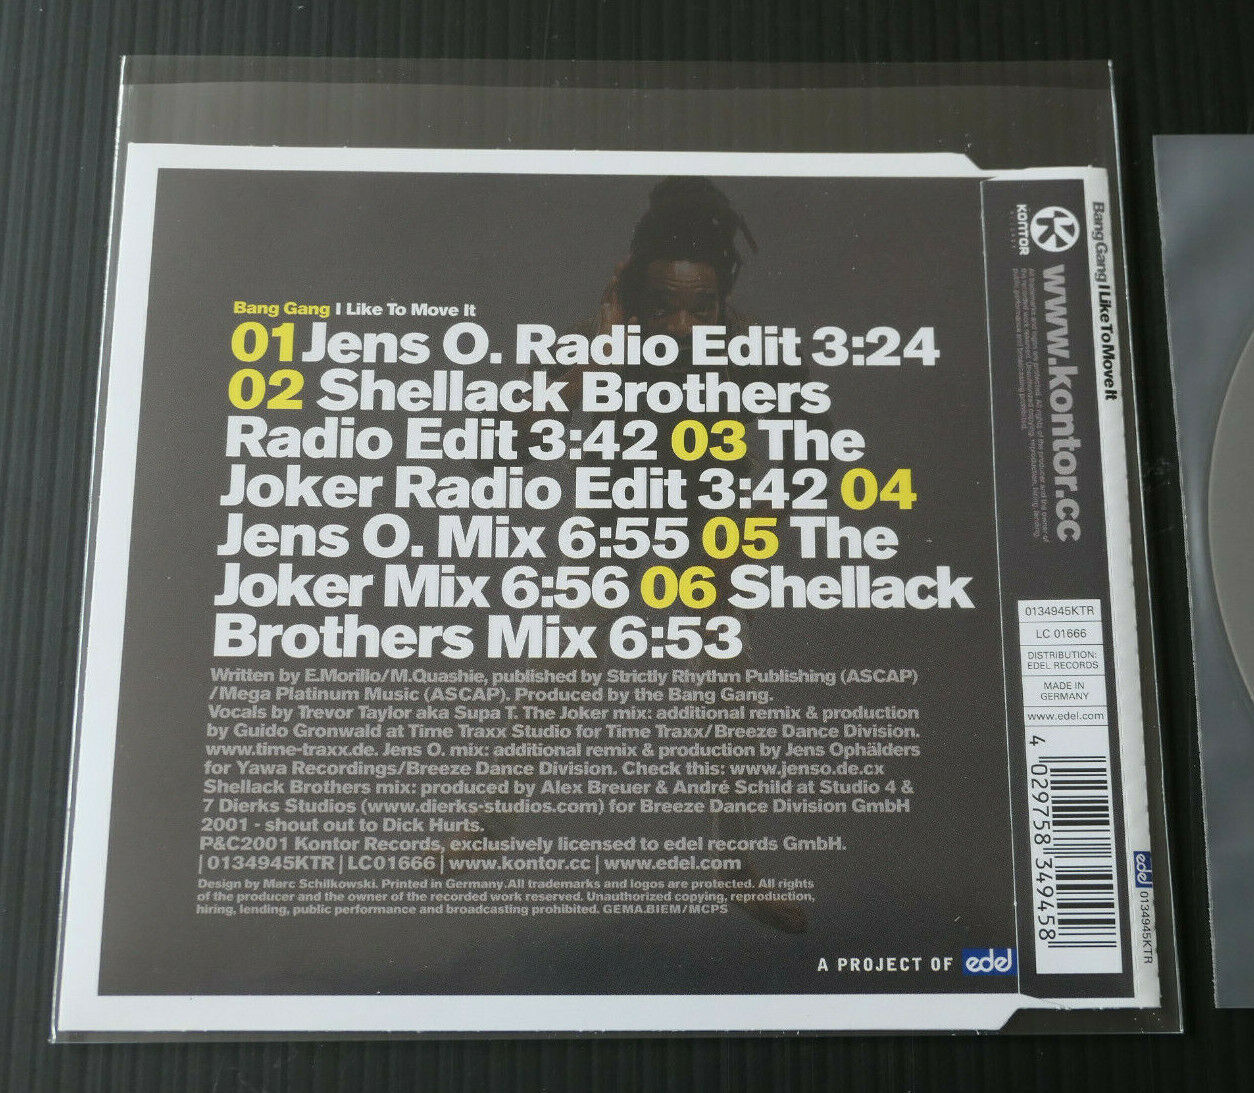 Bang Gang I Like To Move It
01 Jens O. Radio Edit 3:24
02 Shellack Brothers
Radio Edit 3:42 03 The
Joker Radio Edit 3:42 04
Jens O. Mix 6:55 05 The
Joker Mix 6:56 06 Shellack
Brothers Mix 6:53
Written by E.Morillo/M.Quashie, published by Strictly Rhythm Publishing (ASCAP)
/Mega Platinum Music (ASCAP). Produced by the Bang Gang.
Vocals by Trevor Taylor aka Supa T. The Joker mix: additional remix & production
by Guido Gronwald at Time Traxx Studio for Time Traxx/Breeze Dance Division.
www.time-traxx.de. Jens O. mix: additional remix & production by Jens Ophälders
for Yawa Recordings/Breeze Dance Division. Check this: www.jenso.de.cx
Shellack Brothers mix: produced by Alex Breuer & André Schild at Studio 4 &
7 Dierks Studios (www.dierks-studios.com) for Breeze Dance Division GmbH
2001 - shout out to Dick Hurts.
P&C2001 Kontor Records, exclusively licensed to edel records GmbH.
| 0134945KTR | LC01666 | www.kontor.cc | www.edel.com
Design by Marc Schilkowski. Printed in Germany.All trademarks and logos are protected. All rights
of the producer and the owner of the recorded work reserved. Unauthorized copying, reproduction,
hiring, lending, public performance and broadcasting prohibited. GEMA.BIEM/MCPS
A PROJECT OF edel
KONTOR
www.kontor.cc
0134945KTR
LC 01666
DISTRIBUTION:
EDEL RECORDS
MADE IN
GERMANY
www.edel.com
4 029758 349458
Bang Gang I Like To Move It
edel 0134945KTR